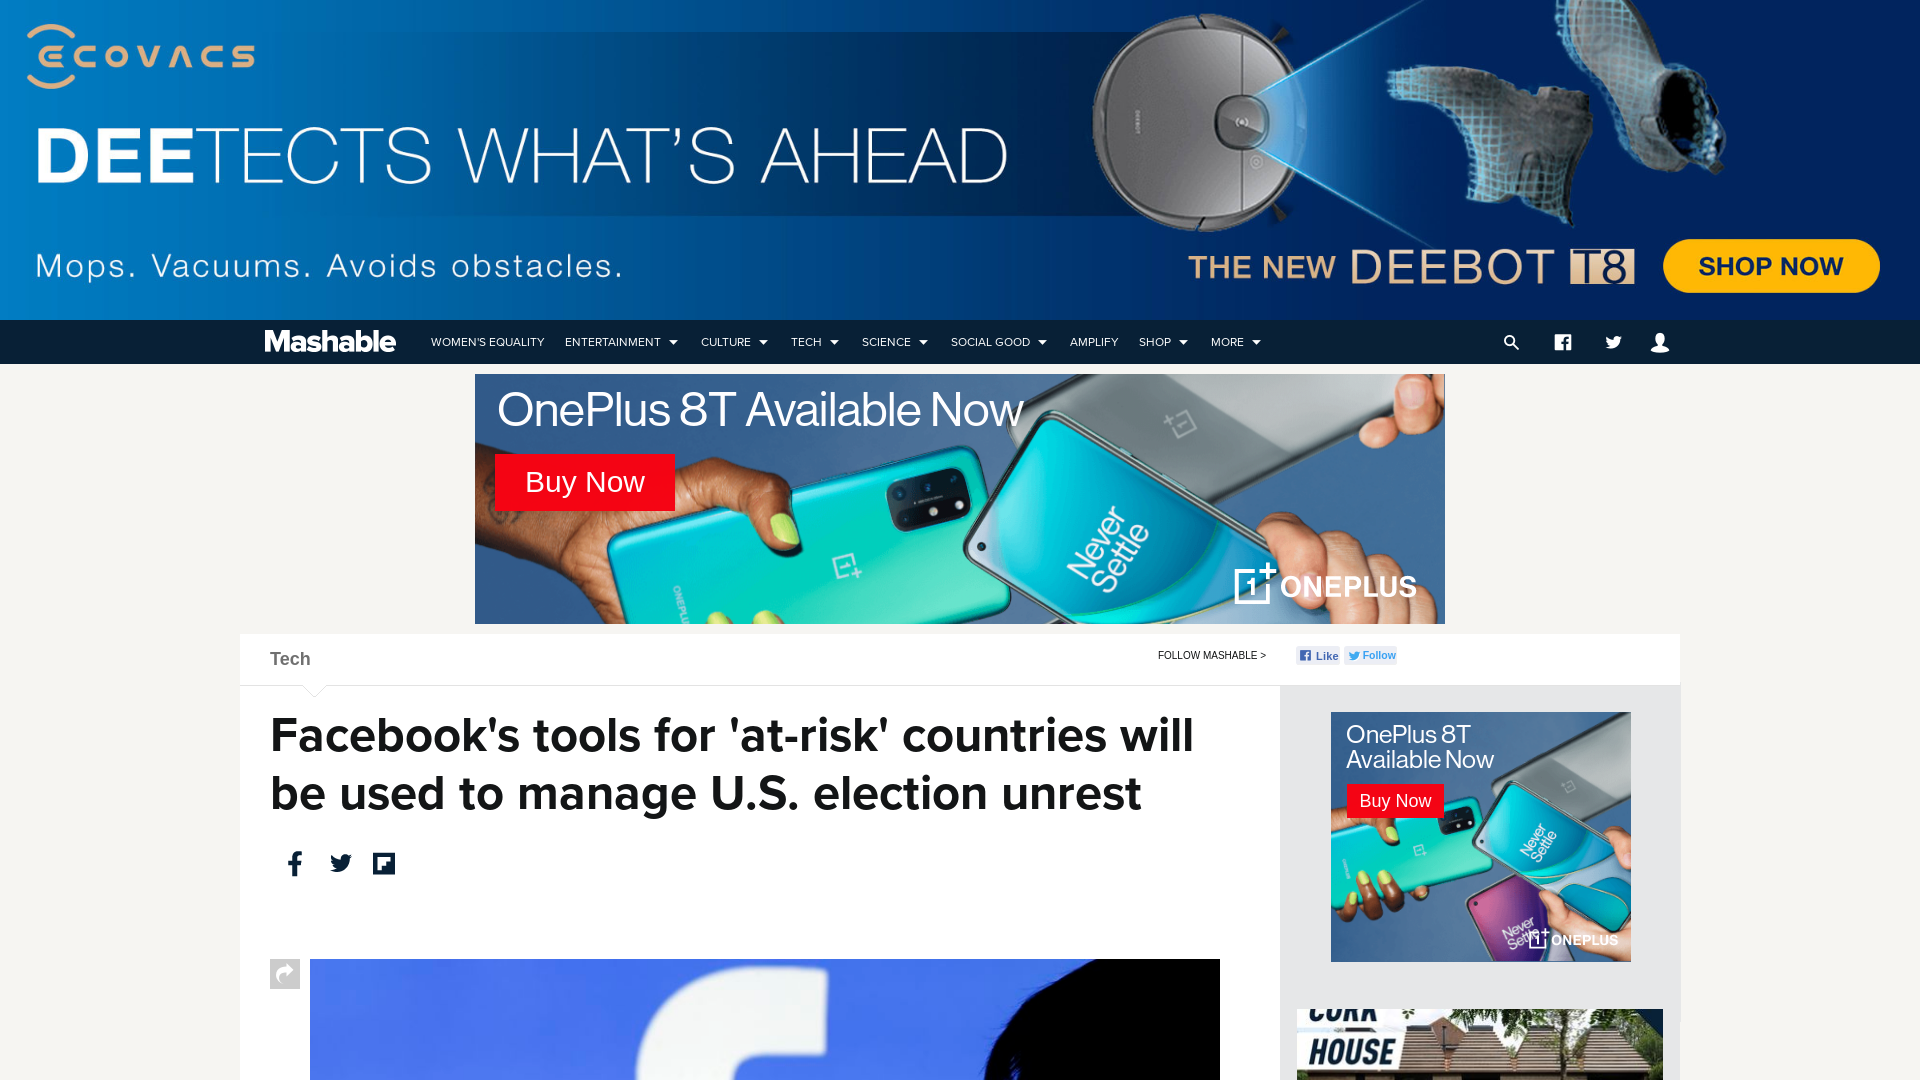 ECOVACS
DEETECTS WHAT'S AHEAD
Mops. Vacuums. Avoids obstacles.
THE NEW DEEBOT T8
SHOP NOW
Mashable
WOMEN'S EQUALITY ENTERTAINMENT CULTURE TECH SCIENCE SOCIAL GOOD AMPLIFY SHOP MORE
OnePlus 8T Available Now
Buy Now
Never
Settle
ONEPLUS
Tech
FOLLOW MASHABLE >
Like
Follow
Facebook's tools for 'at-risk' countries will
be used to manage U.S. election unrest
OnePlus 8T
Available Now
Buy Now
Never
Settle
Never
Settle
ONEPLUS
CORK
HOUSE